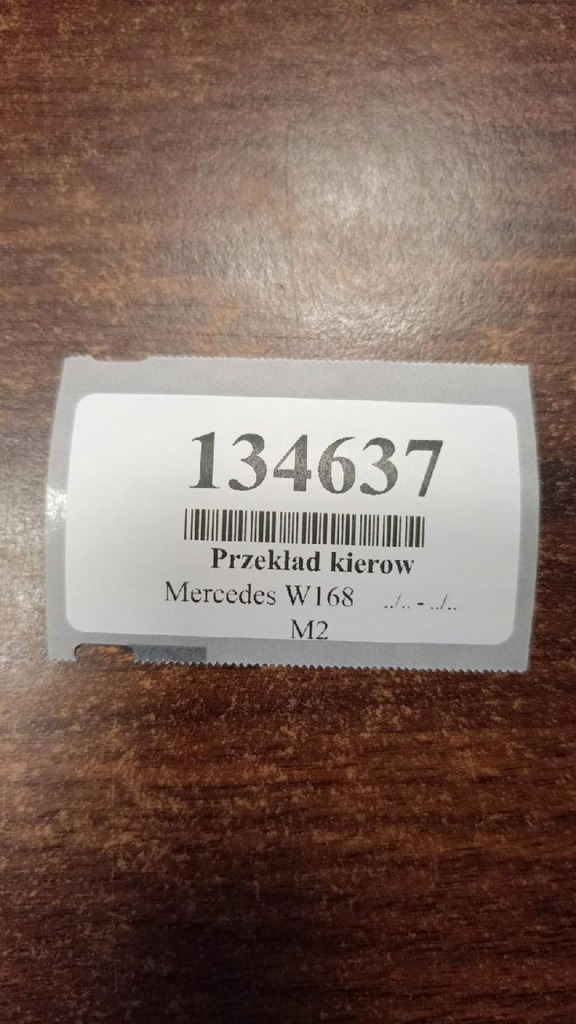 134637
Przekład kierow
Mercedes W168 ../.. - ../..
M2